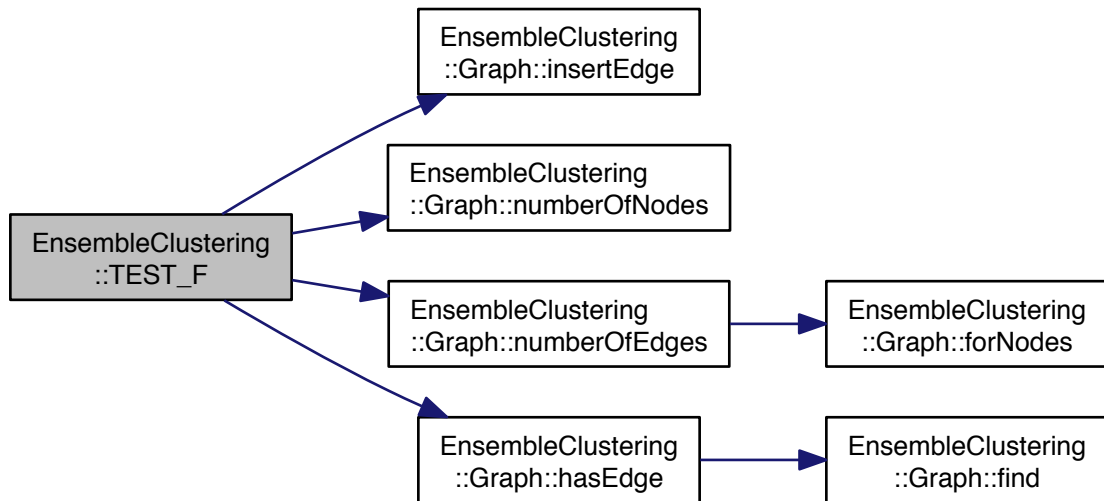 EnsembleClustering
::Graph::insertEdge
EnsembleClustering
::Graph::numberOfNodes
EnsembleClustering
::TEST_F
EnsembleClustering
::Graph::numberOfEdges
EnsembleClustering
::Graph::forNodes
EnsembleClustering
::Graph::hasEdge
EnsembleClustering
::Graph::find